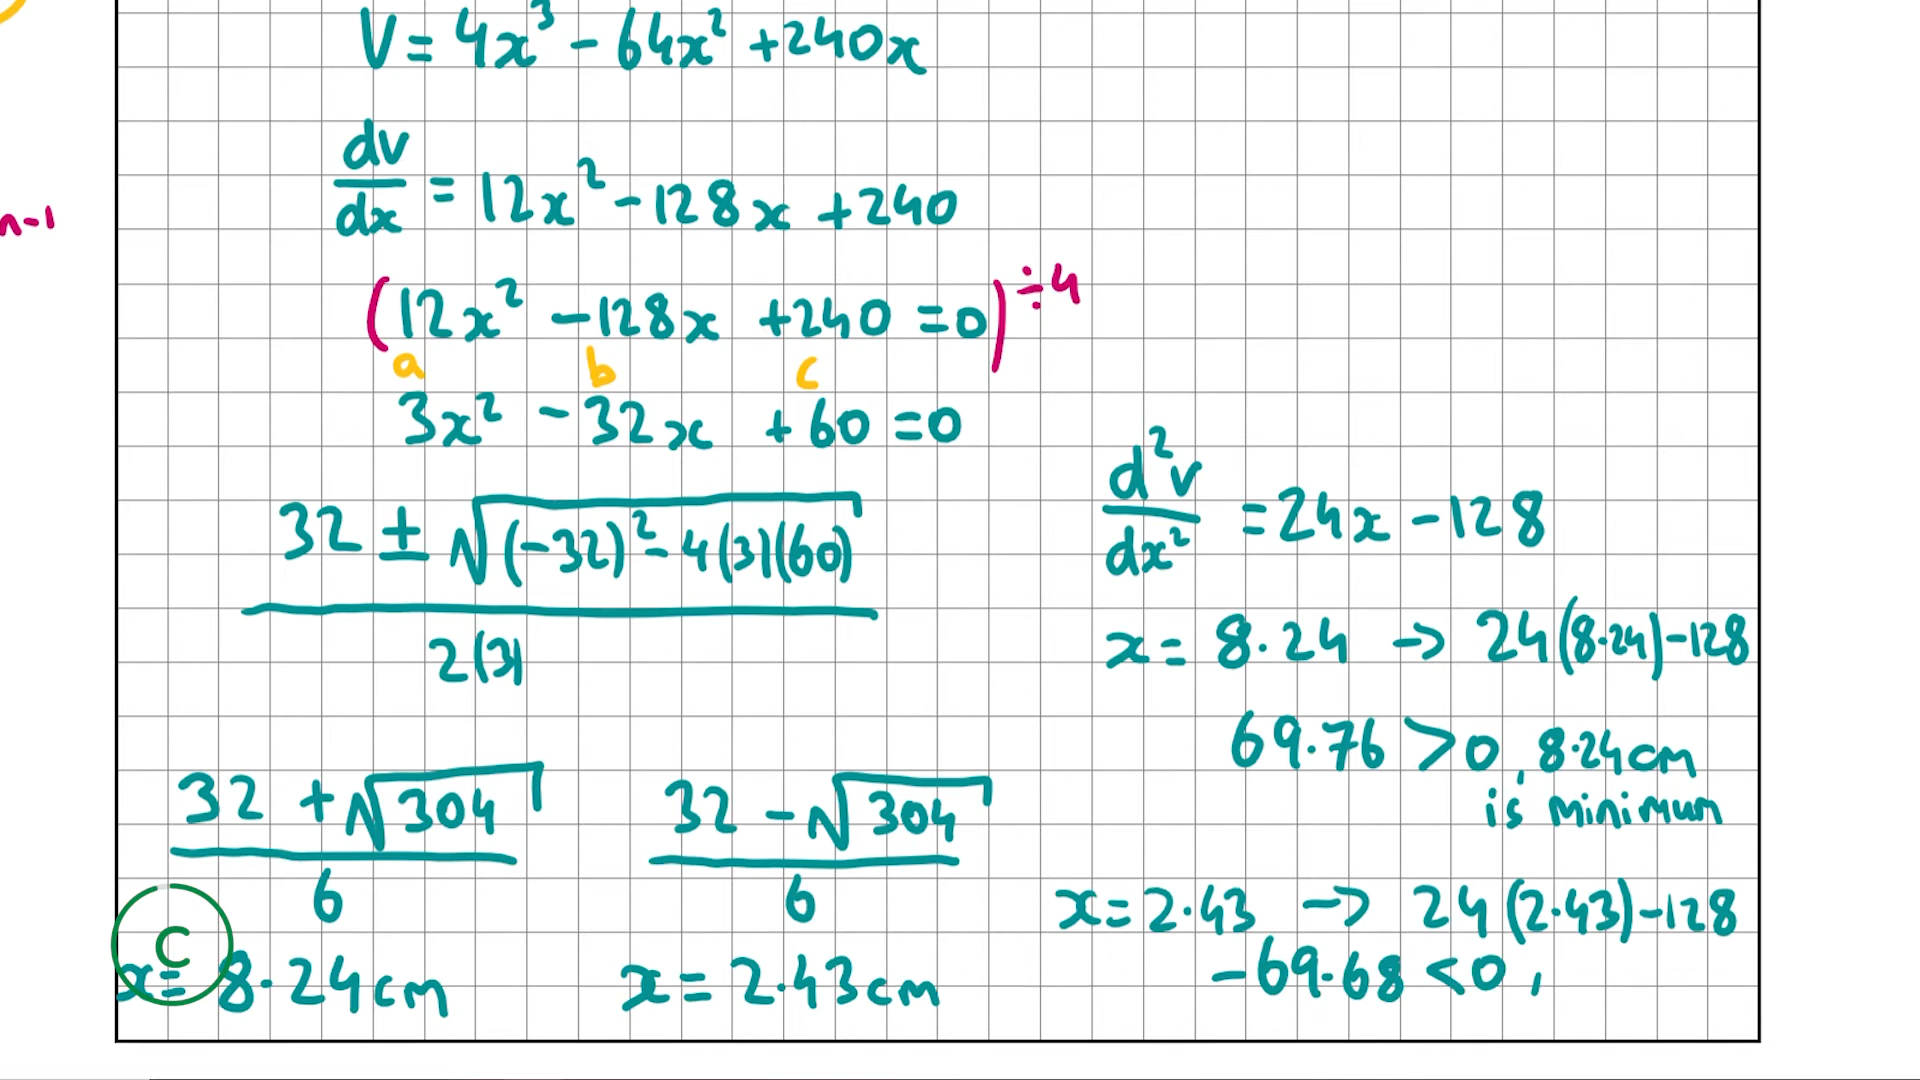 V = 4x³ - 64x² + 240x
n-1
dv/dx = 12x² - 128x + 240
(12x² - 128x + 240 = 0) ÷4
a b c
3x² - 32x + 60 = 0
32 ± √(-32)² - 4(3)(60)
2(3)
32 + √304
6
32 - √304
6
C
x = 8.24cm
x = 2.43cm
d²v/dx² = 24x - 128
x = 8.24 → 24(8.24)-128
69.76 > 0, 8.24cm
is minimum
x = 2.43 → 24(2.43)-128
-69.68 < 0,